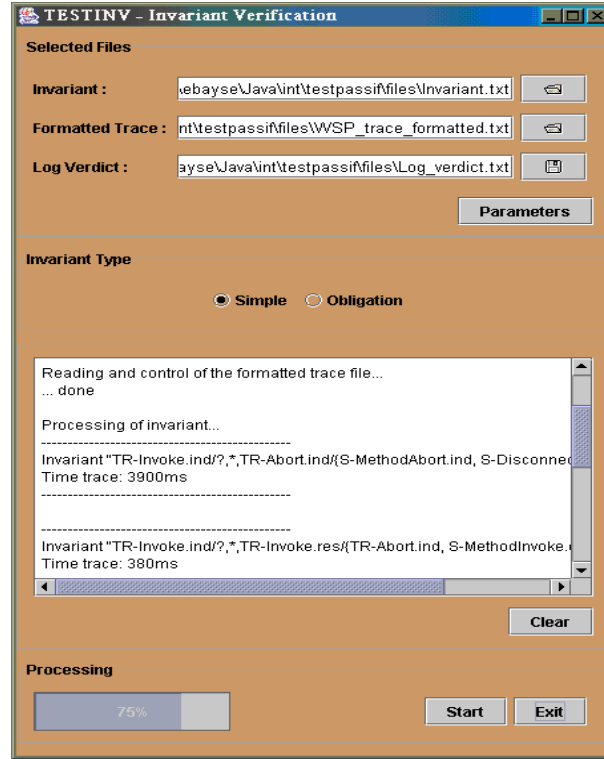 TESTINV - Invariant Verification
Selected Files
Invariant : \ebayse\Java\int\testpassif\files\Invariant.txt
Formatted Trace : nt\testpassif\files\WSP_trace_formatted.txt
Log Verdict : ayse\Java\int\testpassif\files\Log_verdict.txt
Parameters
Invariant Type
Simple Obligation
Reading and control of the formatted trace file...
... done
Processing of invariant...
------------------------------------------------
Invariant "TR-Invoke.ind/?,*,TR-Abort.ind/{S-MethodAbort.ind, S-Disconnec
Time trace: 3900ms
------------------------------------------------
------------------------------------------------
Invariant "TR-Invoke.ind/?,*,TR-Invoke.res/{TR-Abort.ind, S-MethodInvoke.
Time trace: 380ms
Clear
Processing
75%
Start Exit